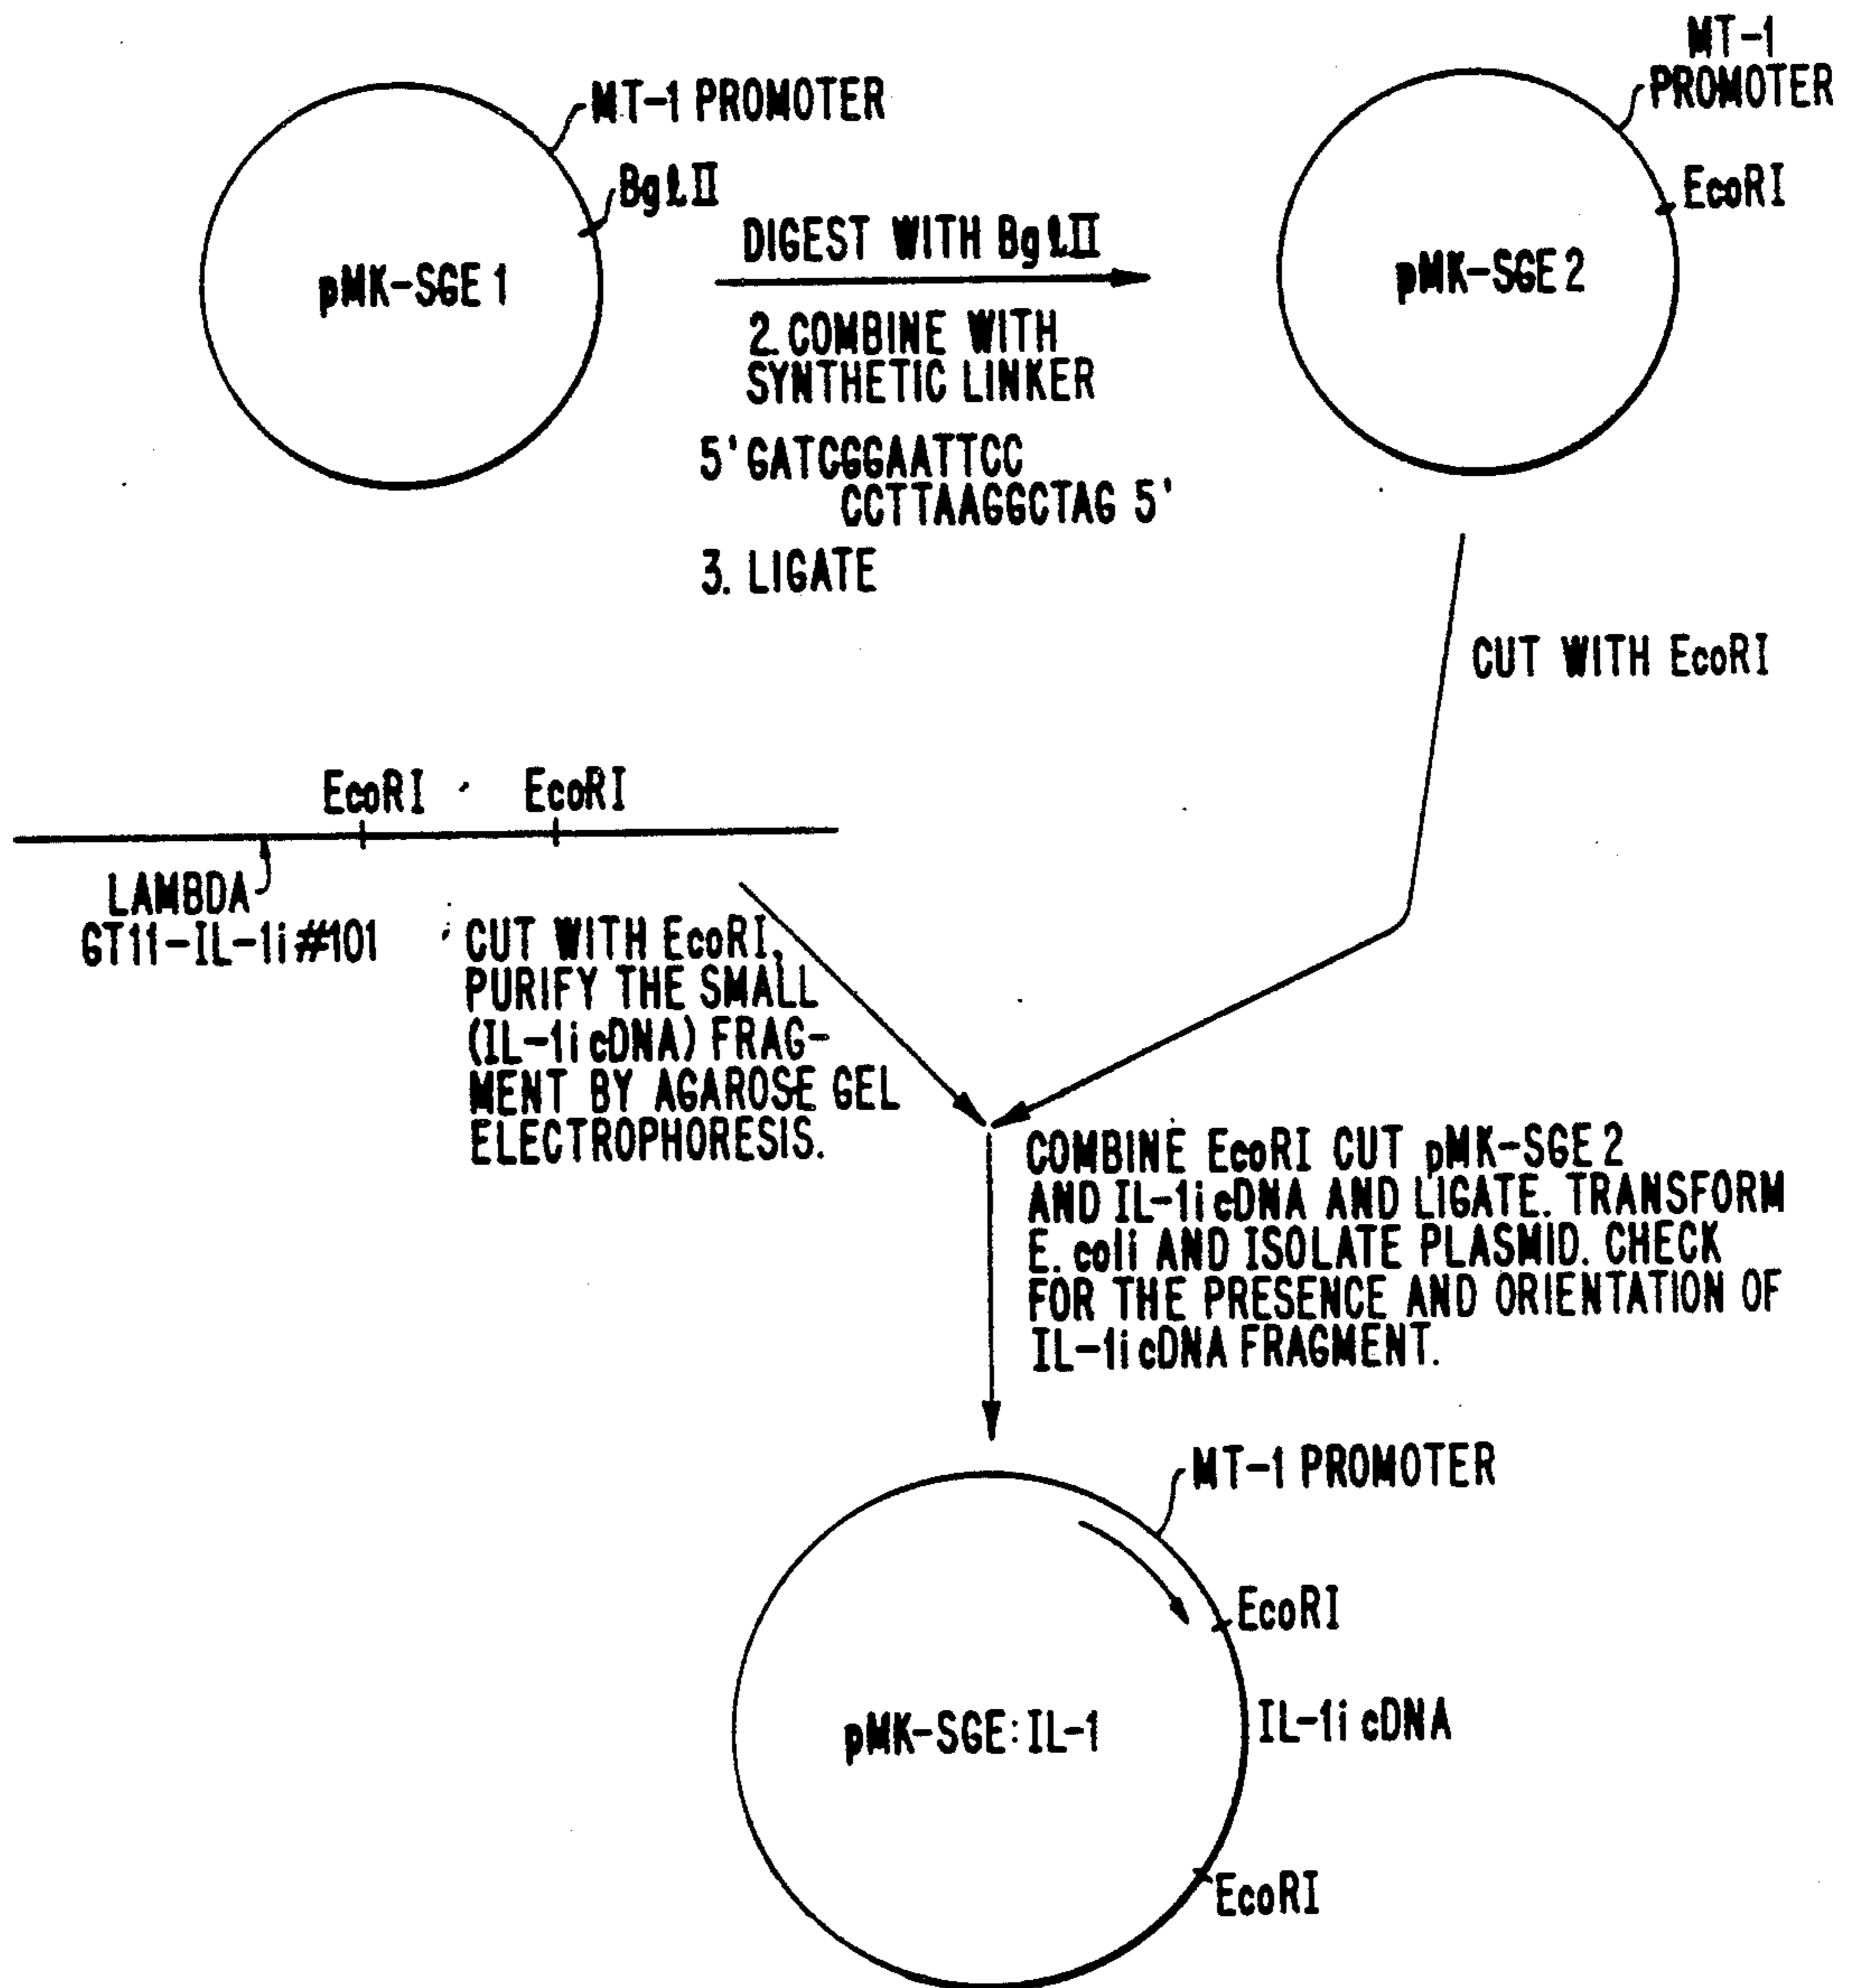 MT-1 PROMOTER
BglII
pMK-SGE 1
DIGEST WITH BglII
2. COMBINE WITH
SYNTHETIC LINKER
5' GATCGGAATTCC
CCTTAAGGCTAG 5'
3. LIGATE
MT-1
PROMOTER
EcoRI
pMK-SGE 2
CUT WITH EcoRI
EcoRI EcoRI
LAMBDA
GT11-IL-1i#101
CUT WITH EcoRI,
PURIFY THE SMALL
(IL-1i cDNA) FRAG-
MENT BY AGAROSE GEL
ELECTROPHORESIS.
COMBINE EcoRI CUT pMK-SGE 2
AND IL-1i cDNA AND LIGATE. TRANSFORM
E. coli AND ISOLATE PLASMID. CHECK
FOR THE PRESENCE AND ORIENTATION OF
IL-1i cDNA FRAGMENT.
MT-1 PROMOTER
EcoRI
IL-1i cDNA
pMK-SGE:IL-1
EcoRI